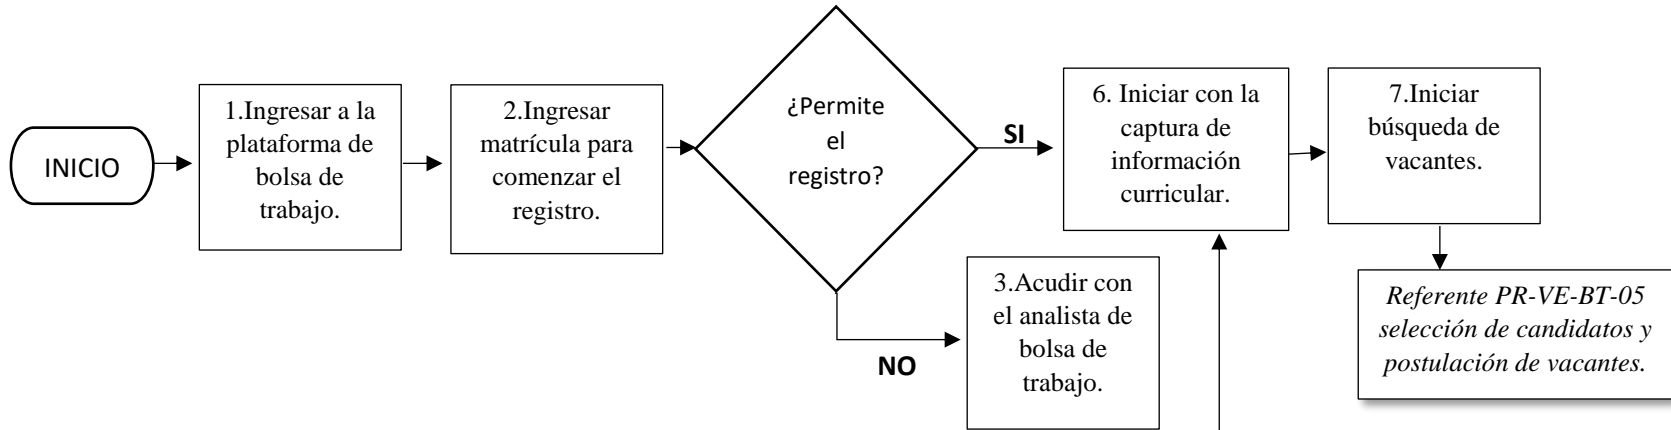 INICIO
1.Ingresar a la
plataforma de
bolsa de
trabajo.
2.Ingresar
matrícula para
comenzar el
registro.
¿Permite
el
registro?
SI
NO
3.Acudir con
el analista de
bolsa de
trabajo.
6. Iniciar con la
captura de
información
curricular.
7.Iniciar
búsqueda de
vacantes.
Referente PR-VE-BT-05
selección de candidatos y
postulación de vacantes.